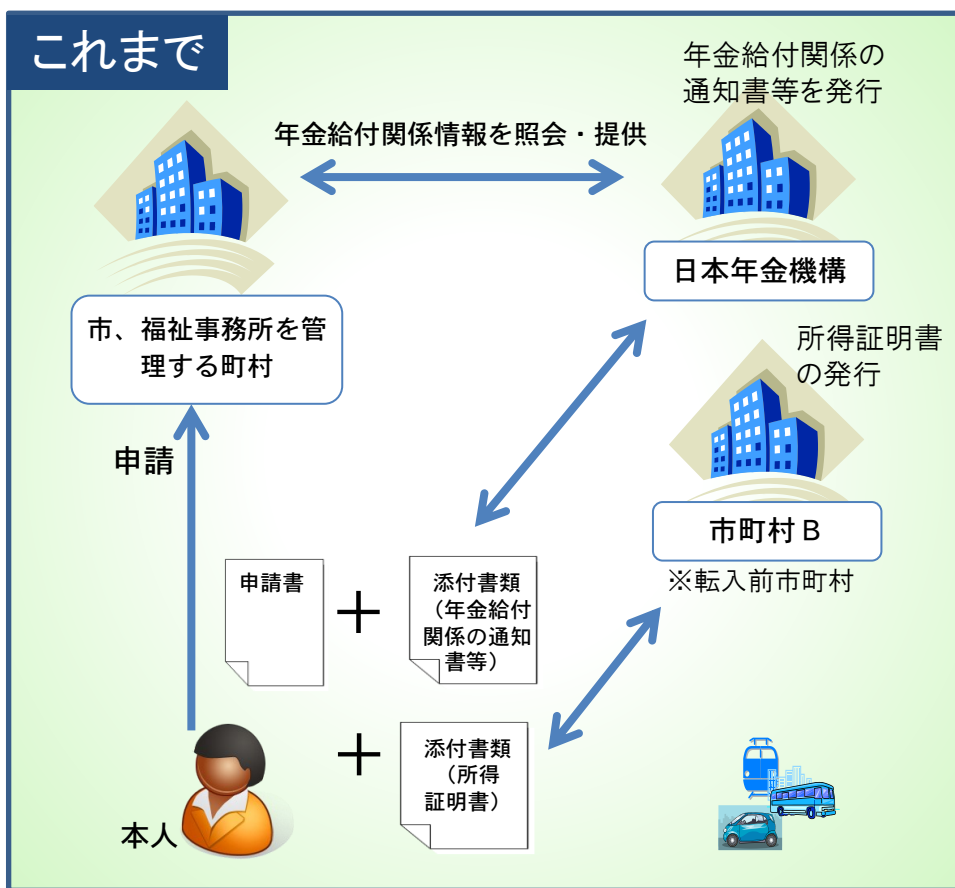 これまで
年金給付関係の
通知書等を発行
年金給付関係情報を照会・提供
日本年金機構
市、福祉事務所を管
理する町村
所得証明書
の発行
申請
市町村Ｂ
※転入前市町村
申請書
＋
添付書類
（年金給付
関係の通知
書等）
＋
添付書類
（所得
証明書）
本人